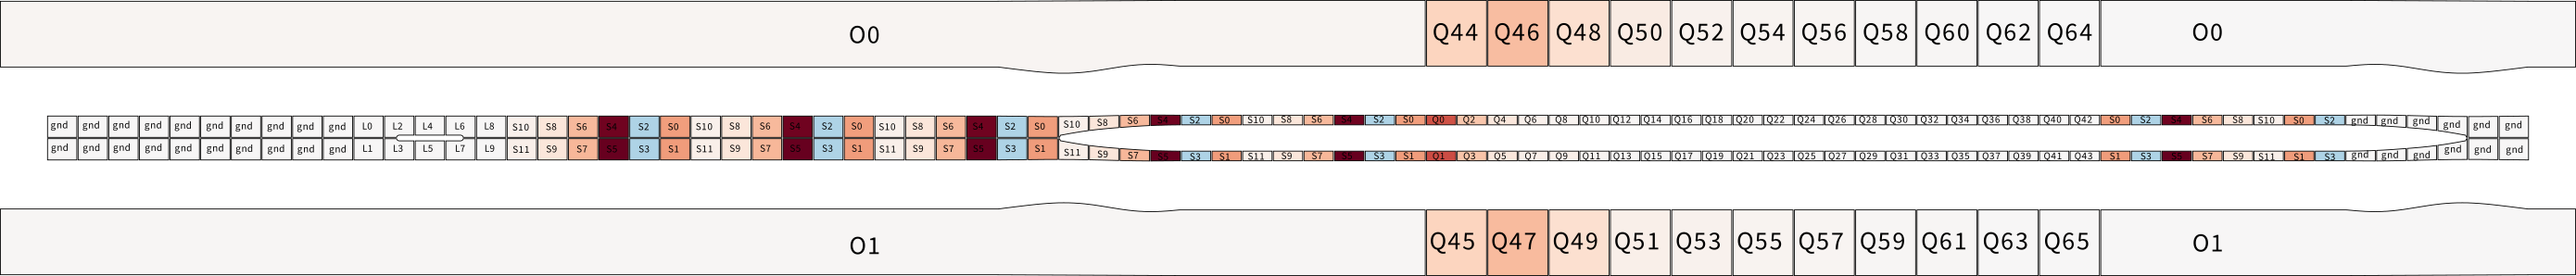 O0 Q44 Q46 Q48 Q50 Q52 Q54 Q56 Q58 Q60 Q62 Q64 O0
gnd gnd gnd gnd gnd gnd gnd gnd gnd gnd L0 L2 L4 L6 L8 S10 S8 S6 S4 S2 S0 S10 S8 S6 S4 S2 S0 S10 S8 S6 S4 S2 S0 S10 S8 S6 S4 S2 S0 S10 S8 S6 S4 S2 S0 Q0 Q2 Q4 Q6 Q8 Q10 Q12 Q14 Q16 Q18 Q20 Q22 Q24 Q26 Q28 Q30 Q32 Q34 Q36 Q38 Q40 Q42 S0 S2 S4 S6 S8 S10 S0 S2 gnd gnd gnd gnd gnd gnd
gnd gnd gnd gnd gnd gnd gnd gnd gnd gnd L1 L3 L5 L7 L9 S11 S9 S7 S5 S3 S1 S11 S9 S7 S5 S3 S1 S11 S9 S7 S5 S3 S1 S11 S9 S7 S5 S3 S1 S11 S9 S7 S5 S3 S1 Q1 Q3 Q5 Q7 Q9 Q11 Q13 Q15 Q17 Q19 Q21 Q23 Q25 Q27 Q29 Q31 Q33 Q35 Q37 Q39 Q41 Q43 S1 S3 S5 S7 S9 S11 S1 S3 gnd gnd gnd gnd gnd gnd
O1 Q45 Q47 Q49 Q51 Q53 Q55 Q57 Q59 Q61 Q63 Q65 O1